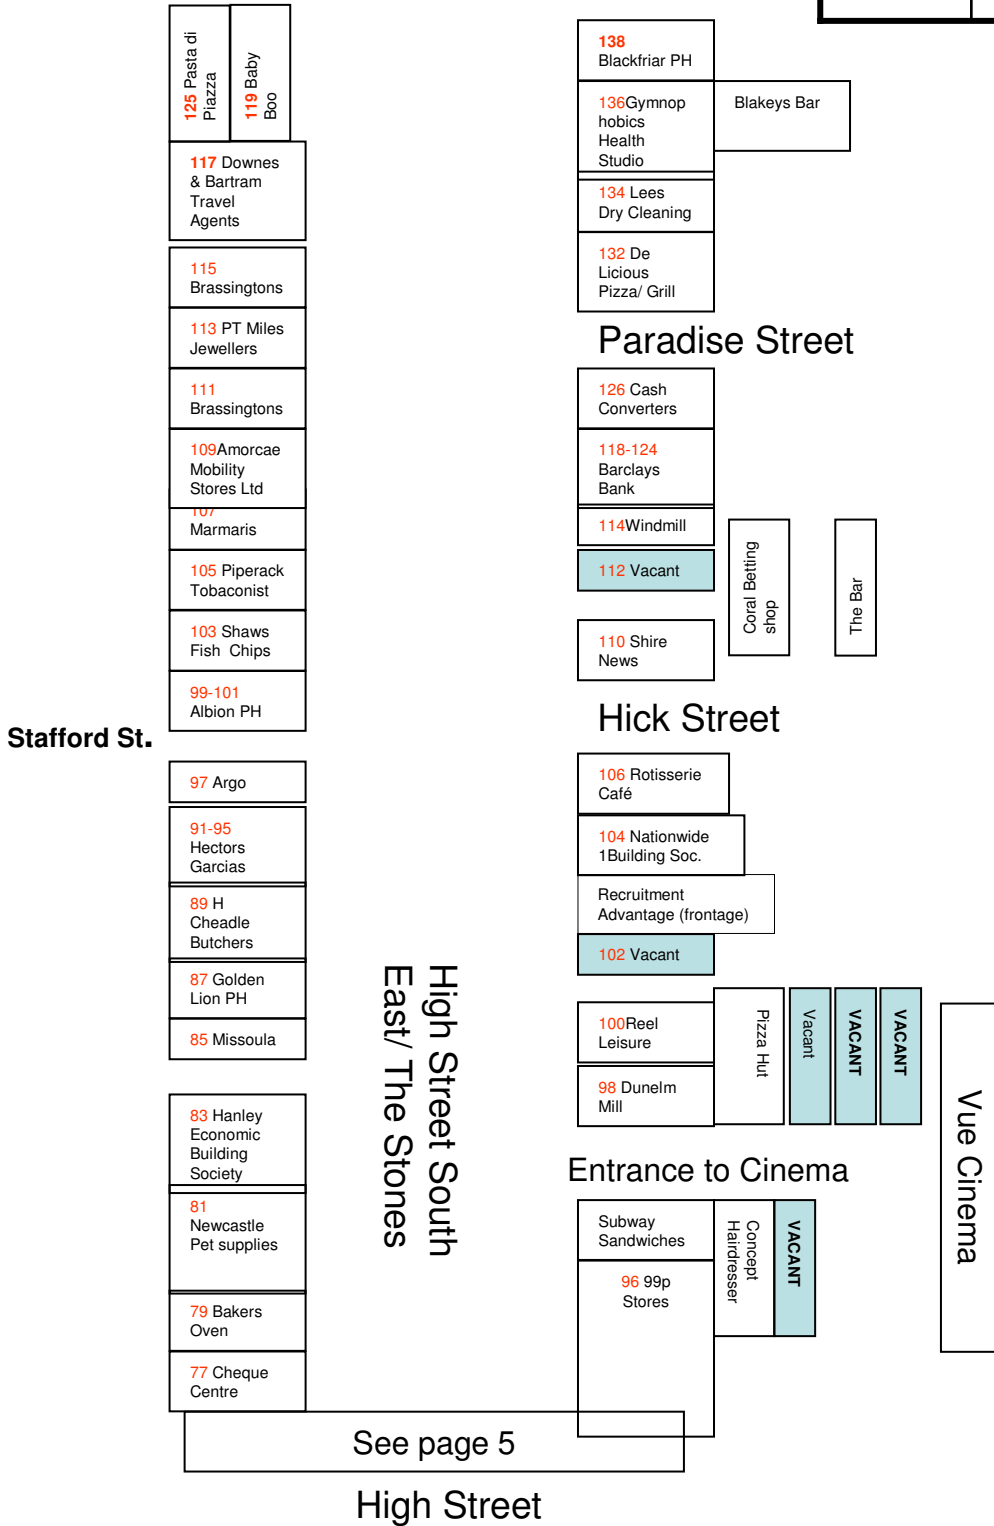 125 Pasta di
Piazza
119 Baby
Boo
117 Downes
& Bartram
Travel
Agents
115
Brassingtons
113 PT Miles
Jewellers
111
Brassingtons
109Amorcae
Mobility
Stores Ltd
107
Marmaris
105 Piperack
Tobaconist
103 Shaws
Fish Chips
99-101
Albion PH
Stafford St.
97 Argo
91-95
Hectors
Garcias
89 H
Cheadle
Butchers
87 Golden
Lion PH
85 Missoula
83 Hanley
Economic
Building
Society
81
Newcastle
Pet supplies
79 Bakers
Oven
77 Cheque
Centre
High Street South
East/ The Stones
138
Blackfriar PH
136Gymnop
hobics
Health
Studio
Blakeys Bar
134 Lees
Dry Cleaning
132 De
Licious
Pizza/ Grill
Paradise Street
126 Cash
Converters
118-124
Barclays
Bank
114Windmill
112 Vacant
110 Shire
News
Coral Betting
shop
The Bar
Hick Street
106 Rotisserie
Café
104 Nationwide
1Building Soc.
Recruitment
Advantage (frontage)
102 Vacant
100Reel
Leisure
98 Dunelm
Mill
Pizza Hut
Vacant
VACANT
VACANT
Vue Cinema
Entrance to Cinema
Subway
Sandwiches
96 99p
Stores
Concept
Hairdresser
VACANT
See page 5
High Street